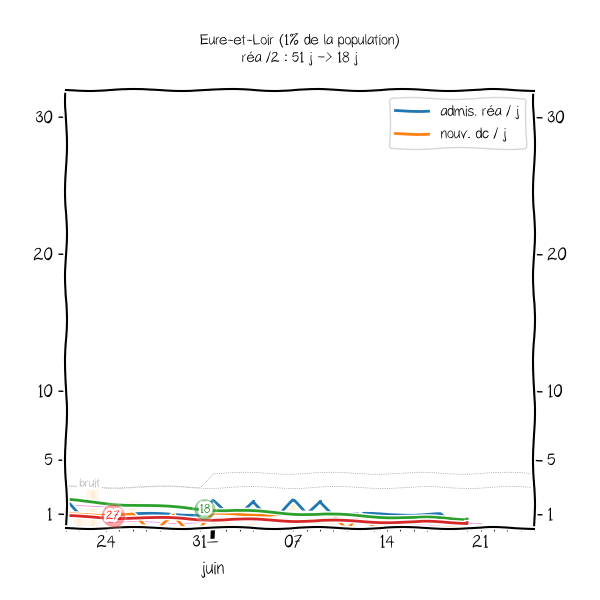 Eure-et-Loir (1% de la population)
réa /2 : 51 j -> 18 j
30
30
admis. réa / j
nouv. dc / j
20
20
10
10
5
5
bruit
1
27
18
1
24
31
07
14
21
juin